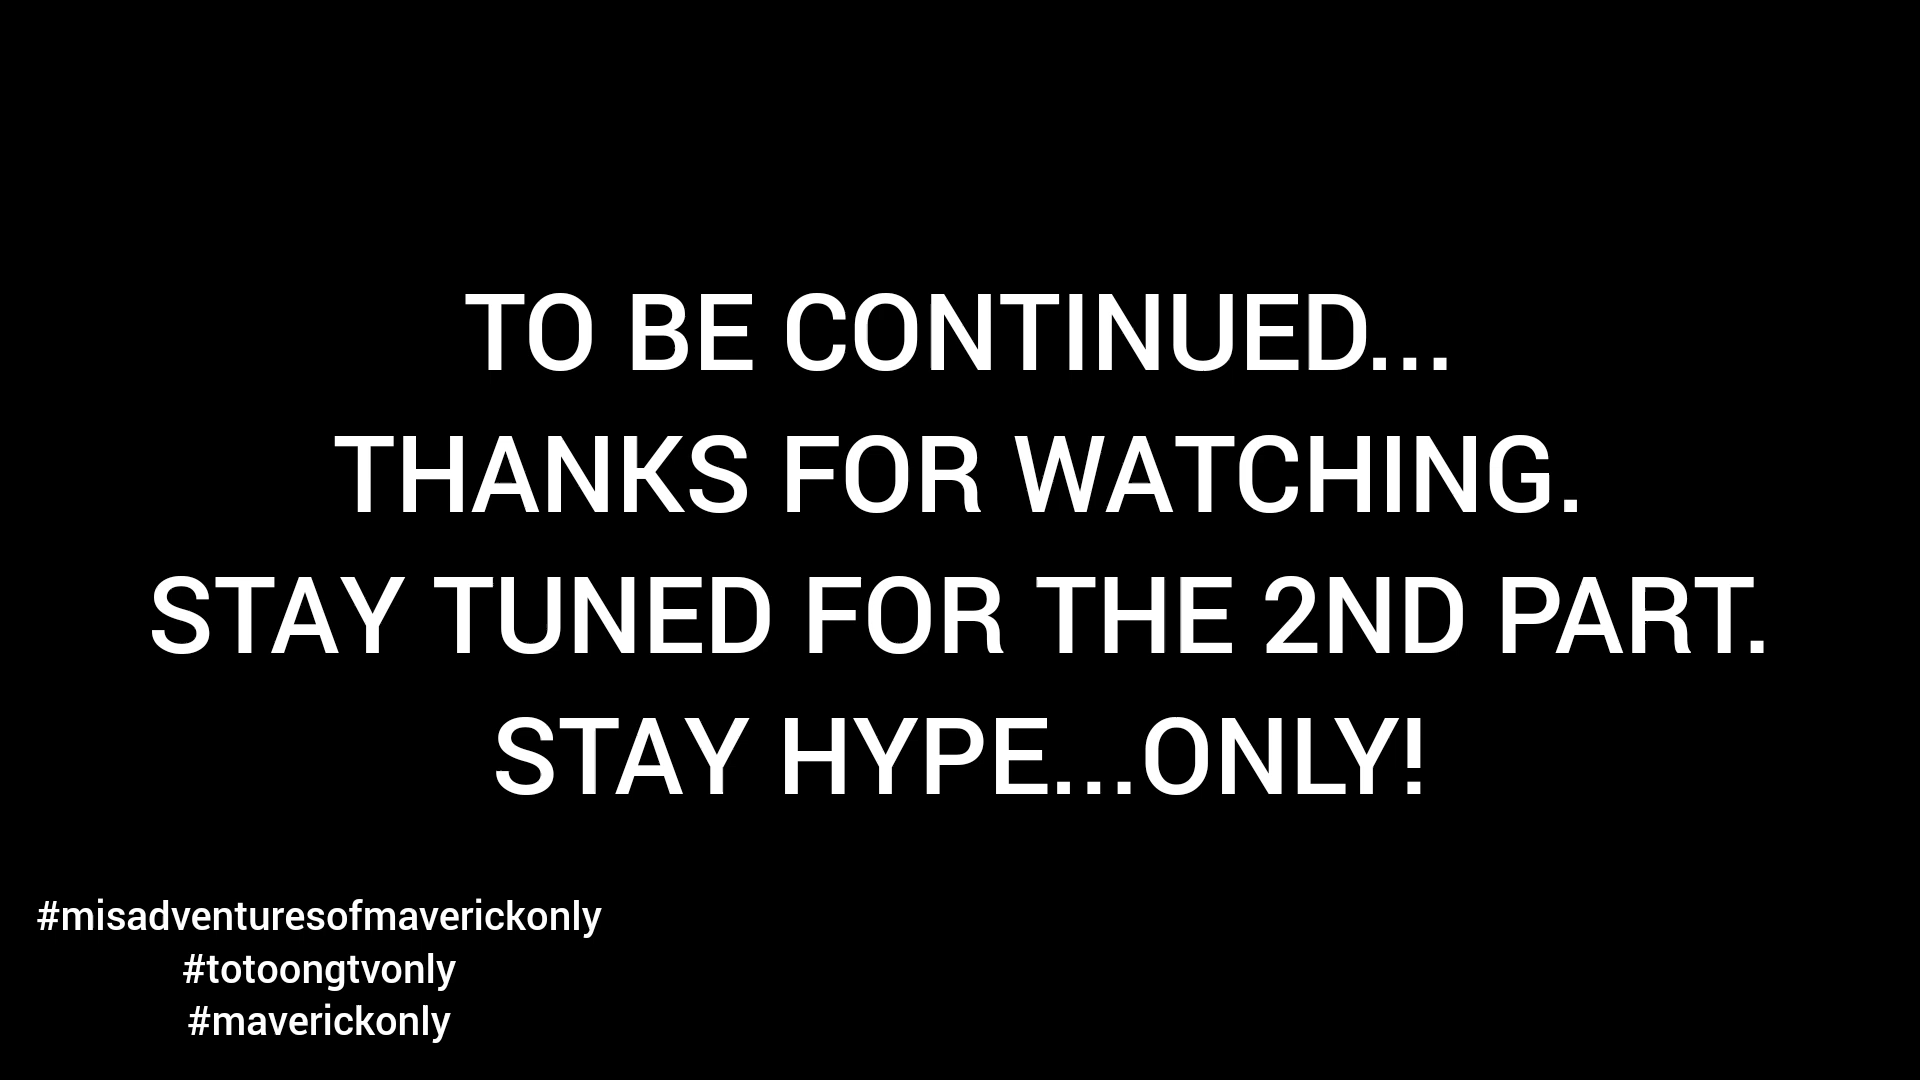 TO BE CONTINUED...
THANKS FOR WATCHING.
STAY TUNED FOR THE 2ND PART.
STAY HYPE...ONLY!
#misadventuresofmaverickonly
#totoongtvonly
#maverickonly